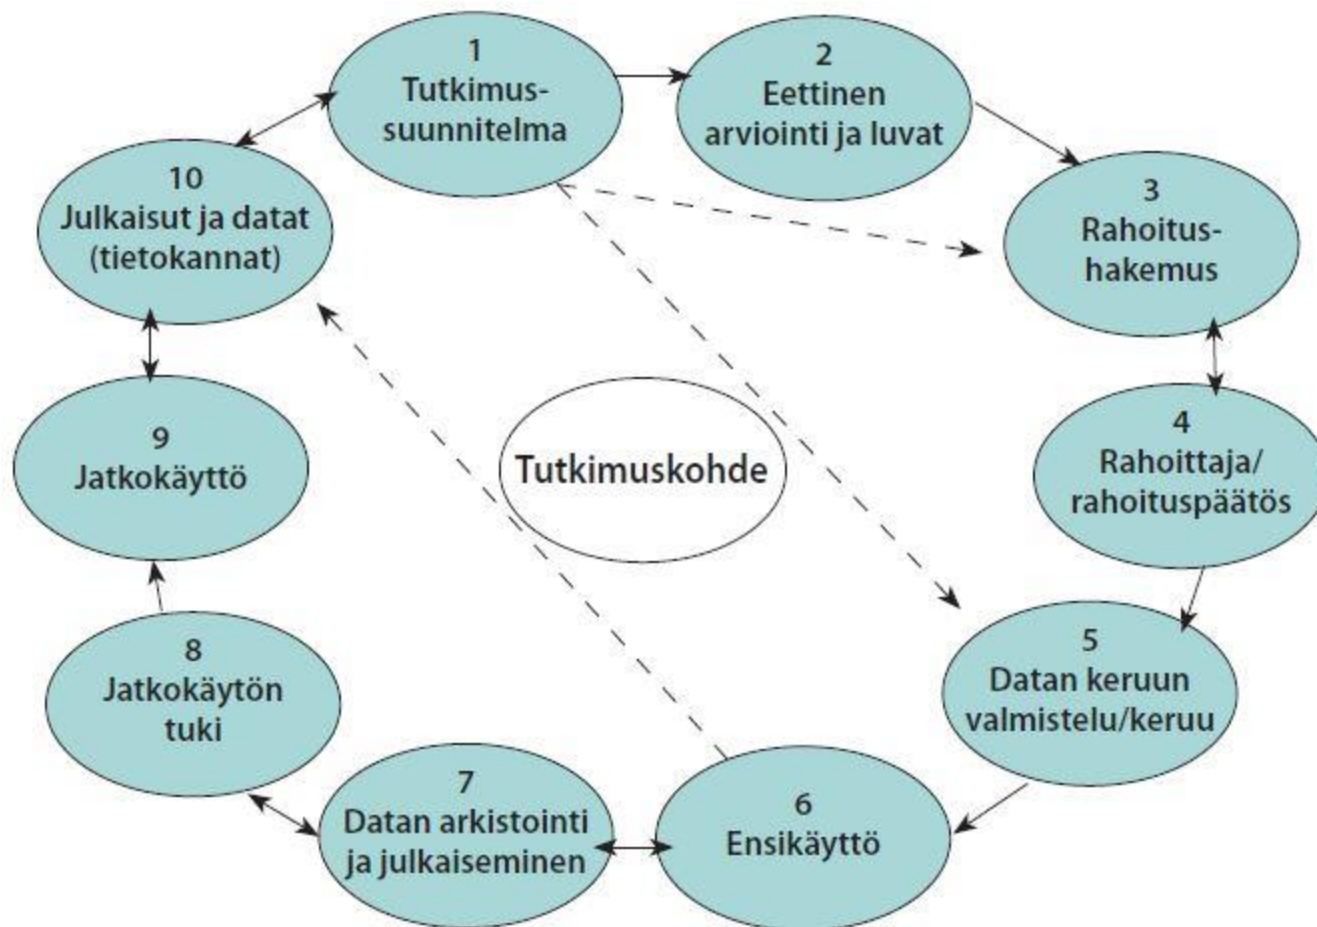 1
Tutkimus-
suunnitelma
2
Eettinen
arviointi ja luvat
3
Rahoitus-
hakemus
4
Rahoittaja/
rahoituspäätös
5
Datan keruun
valmistelu/keruu
6
Ensikäyttö
7
Datan arkistointi
ja julkaiseminen
8
Jatkokäytön
tuki
9
Jatkokäyttö
10
Julkaisut ja datat
(tietokannat)
Tutkimuskohde